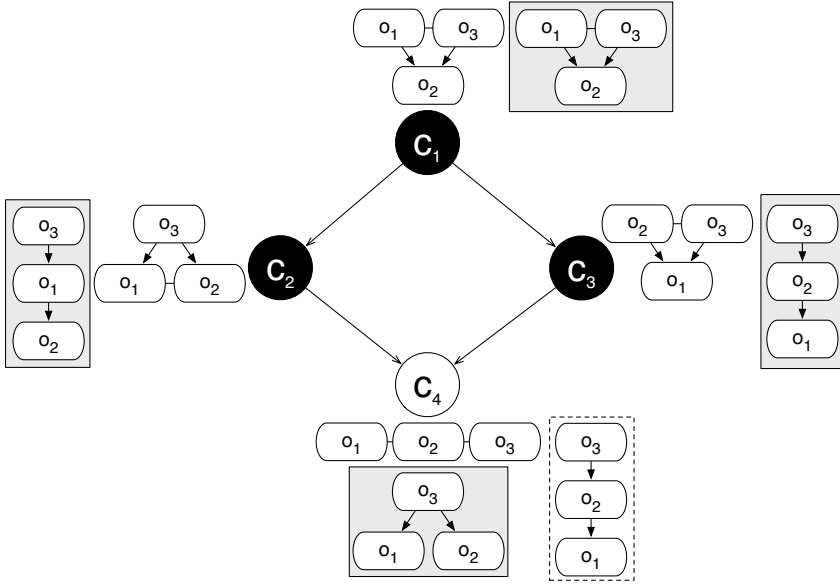 o₁ o₃ o₁ o₃
o₂ o₂
C₁
o₃ o₃ o₂ o₃ o₃
o₁ o₁ o₂ C₂ C₃ o₁ o₂
o₂ o₁
C₄
o₁ o₂ o₃ o₃
o₃ o₂
o₁ o₂ o₁